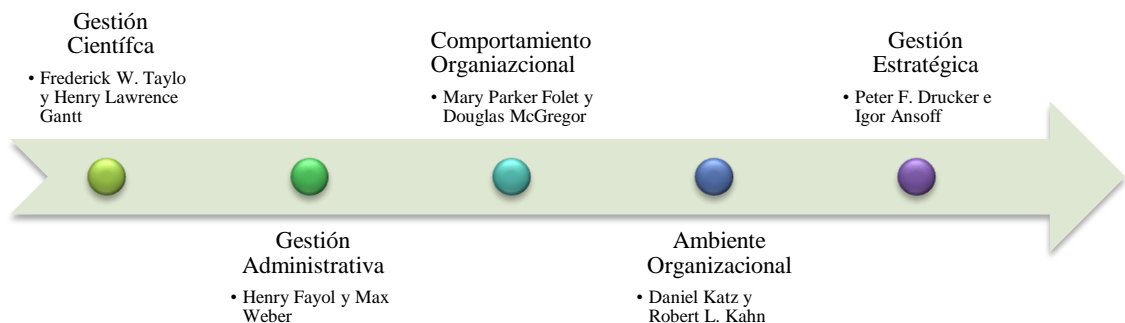 Gestión
Científca
• Frederick W. Taylo
y Henry Lawrence
Gantt
Gestión
Administrativa
• Henry Fayol y Max
Weber
Comportamiento
Organiazcional
• Mary Parker Folet y
Douglas McGregor
Ambiente
Organizacional
• Daniel Katz y
Robert L. Kahn
Gestión
Estratégica
• Peter F. Drucker e
Igor Ansoff